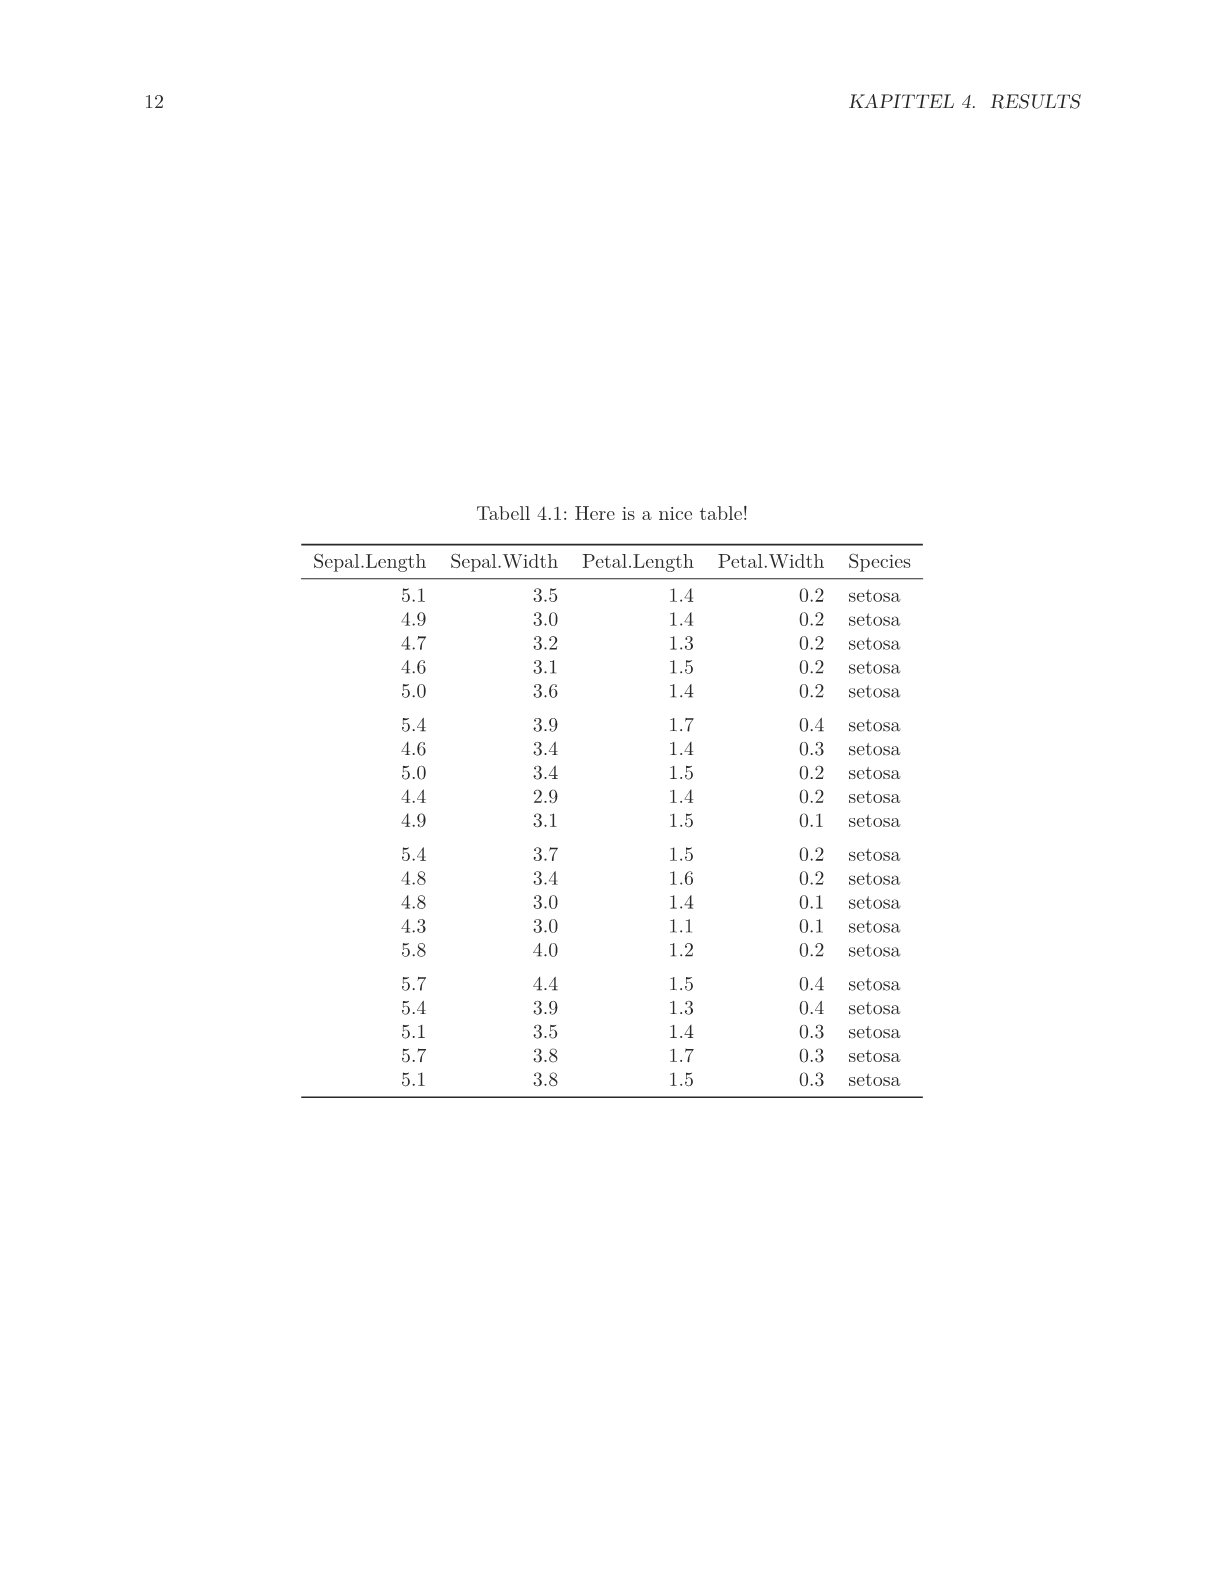 12 KAPITTEL 4. RESULTS
Tabell 4.1: Here is a nice table!
Sepal.Length Sepal.Width Petal.Length Petal.Width Species
5.1 3.5 1.4 0.2 setosa
4.9 3.0 1.4 0.2 setosa
4.7 3.2 1.3 0.2 setosa
4.6 3.1 1.5 0.2 setosa
5.0 3.6 1.4 0.2 setosa
5.4 3.9 1.7 0.4 setosa
4.6 3.4 1.4 0.3 setosa
5.0 3.4 1.5 0.2 setosa
4.4 2.9 1.4 0.2 setosa
4.9 3.1 1.5 0.1 setosa
5.4 3.7 1.5 0.2 setosa
4.8 3.4 1.6 0.2 setosa
4.8 3.0 1.4 0.1 setosa
4.3 3.0 1.1 0.1 setosa
5.8 4.0 1.2 0.2 setosa
5.7 4.4 1.5 0.4 setosa
5.4 3.9 1.3 0.4 setosa
5.1 3.5 1.4 0.3 setosa
5.7 3.8 1.7 0.3 setosa
5.1 3.8 1.5 0.3 setosa